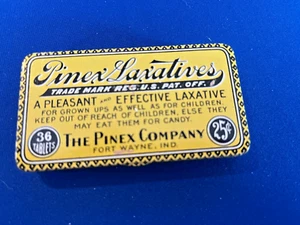 Pinex Laxatives
TRADE MARK REG. U.S. PAT. OFF.
A PLEASANT AND EFFECTIVE LAXATIVE
FOR GROWN UPS AS WELL AS FOR CHILDREN.
KEEP OUT OF REACH OF CHILDREN, ELSE THEY
MAY EAT THEM FOR CANDY.
36
TABLETS
THE PINEX COMPANY
FORT WAYNE, IND.
25¢